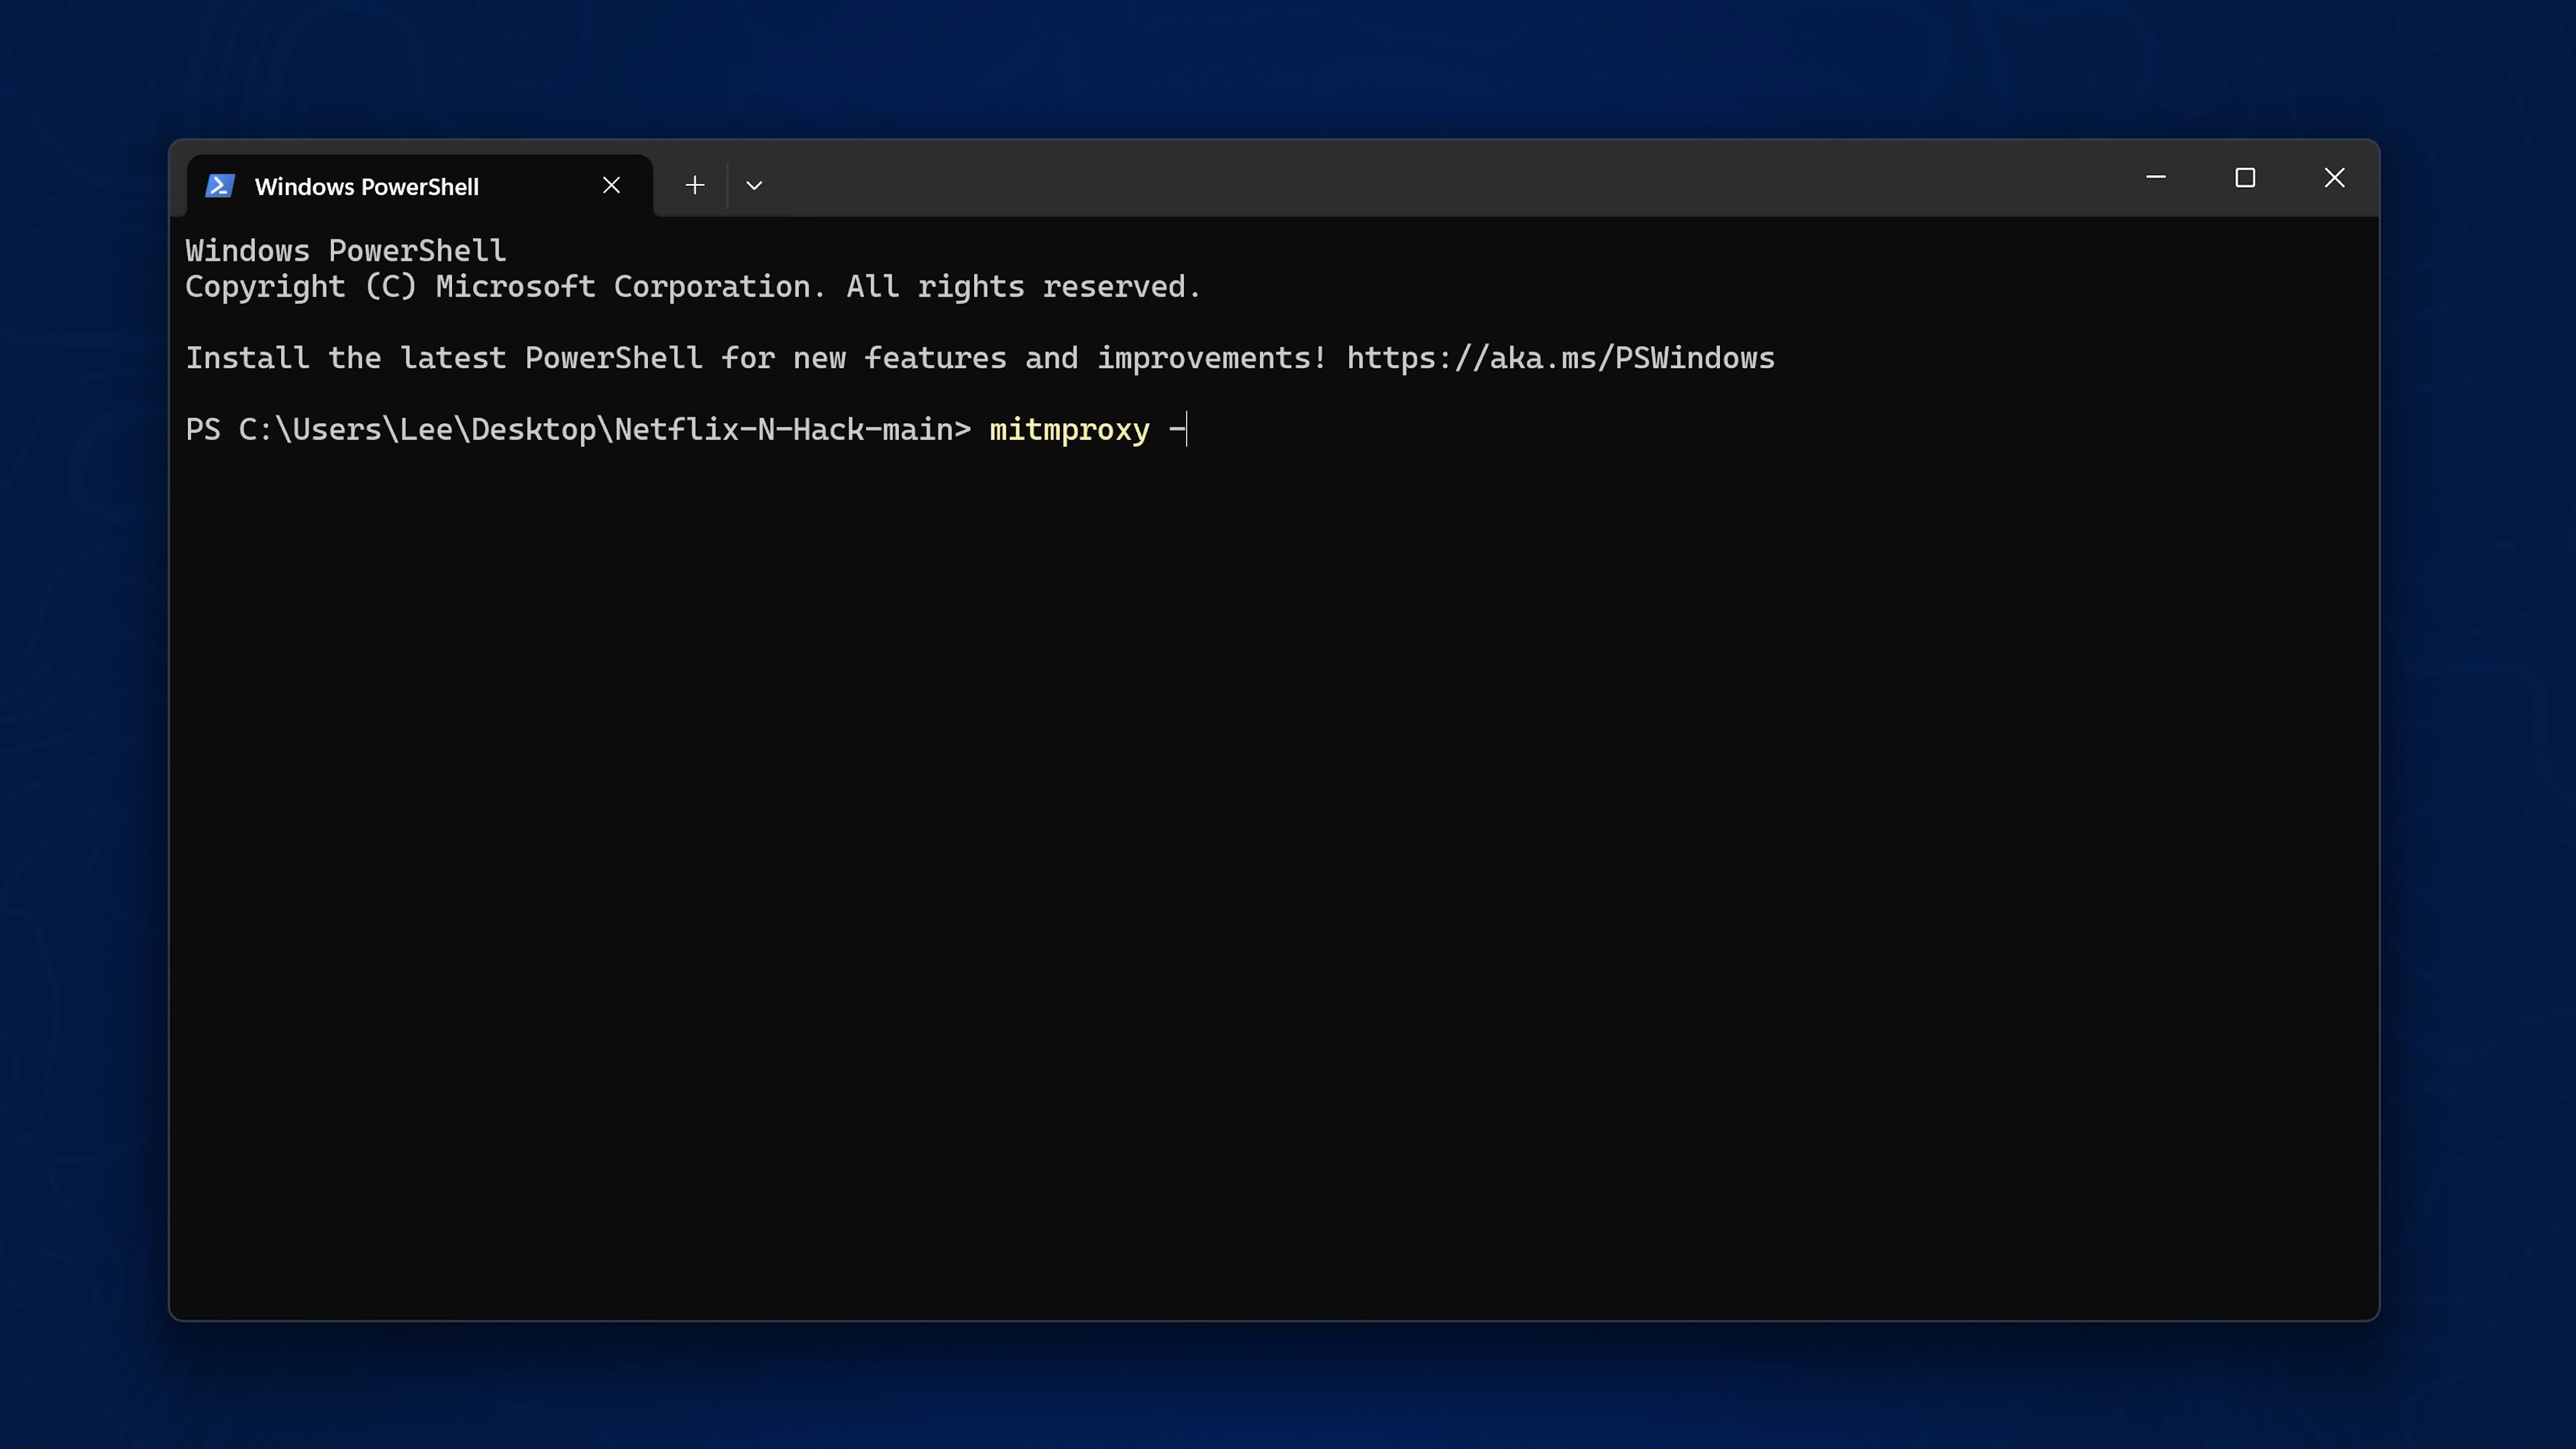 Windows PowerShell
Windows PowerShell
Copyright (C) Microsoft Corporation. All rights reserved.
Install the latest PowerShell for new features and improvements! https://aka.ms/PSWindows
PS C:\Users\Lee\Desktop\Netflix-N-Hack-main> mitmproxy -